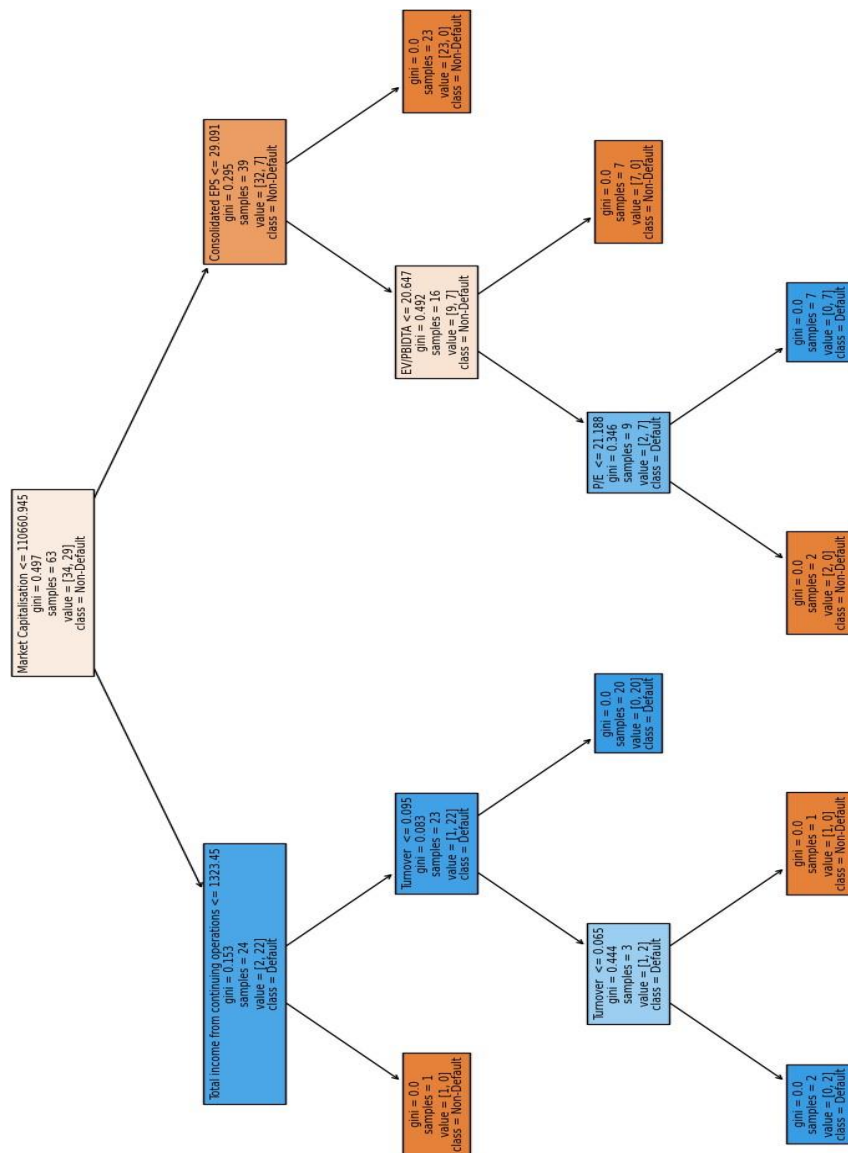 Market Capitalisation <= 110660.945
gini = 0.497
samples = 63
value = [34, 29]
class = Non-Default
Total income from continuing operations <= 1323.45
gini = 0.153
samples = 24
value = [2, 22]
class = Default
Consolidated EPS <= 29.091
gini = 0.295
samples = 39
value = [32, 7]
class = Non-Default
gini = 0.0
samples = 1
value = [1, 0]
class = Non-Default
Turnover <= 0.095
gini = 0.083
samples = 23
value = [1, 22]
class = Default
EV/PBIDTA <= 20.647
gini = 0.492
samples = 16
value = [9, 7]
class = Non-Default
gini = 0.0
samples = 23
value = [23, 0]
class = Non-Default
Turnover <= 0.065
gini = 0.444
samples = 3
value = [1, 2]
class = Default
gini = 0.0
samples = 20
value = [0, 20]
class = Default
P/E <= 21.188
gini = 0.346
samples = 9
value = [2, 7]
class = Default
gini = 0.0
samples = 7
value = [7, 0]
class = Non-Default
gini = 0.0
samples = 2
value = [0, 2]
class = Default
gini = 0.0
samples = 1
value = [1, 0]
class = Non-Default
gini = 0.0
samples = 2
value = [2, 0]
class = Non-Default
gini = 0.0
samples = 7
value = [0, 7]
class = Default